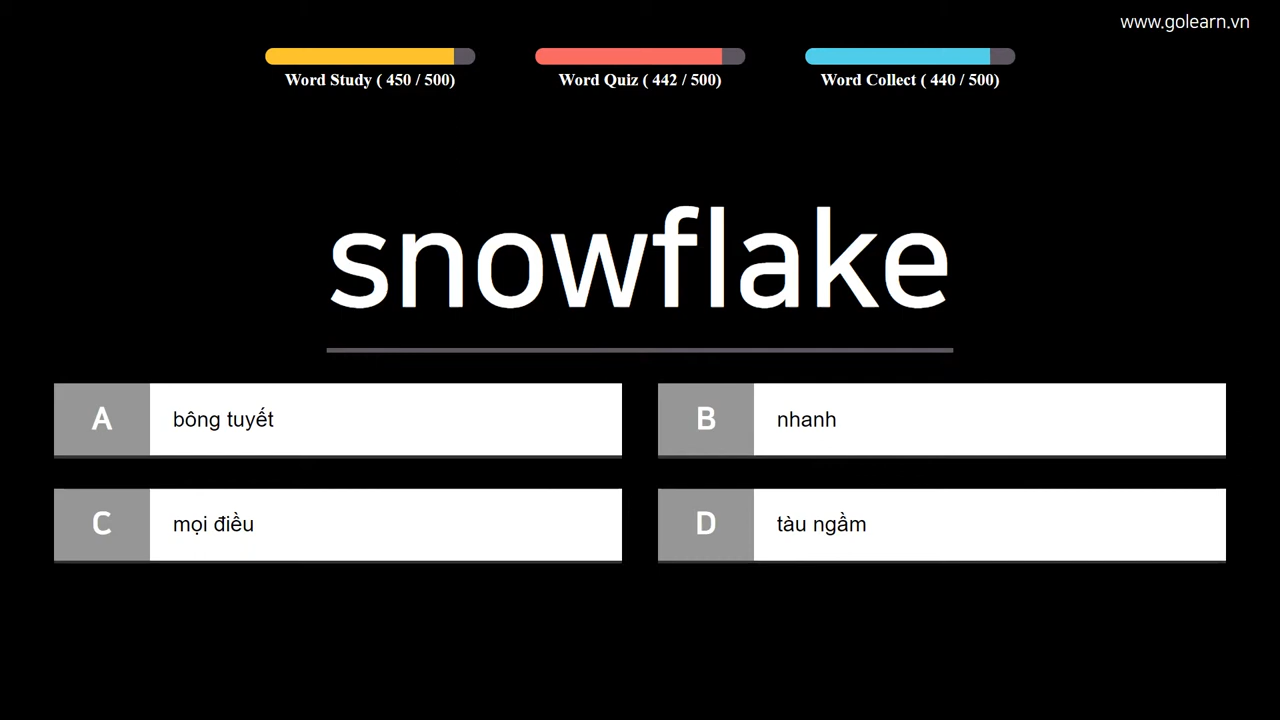 www.golearn.vn
Word Study ( 450 / 500)
Word Quiz ( 442 / 500)
Word Collect ( 440 / 500)
snowflake
A bông tuyết
B nhanh
C mọi điều
D tàu ngầm